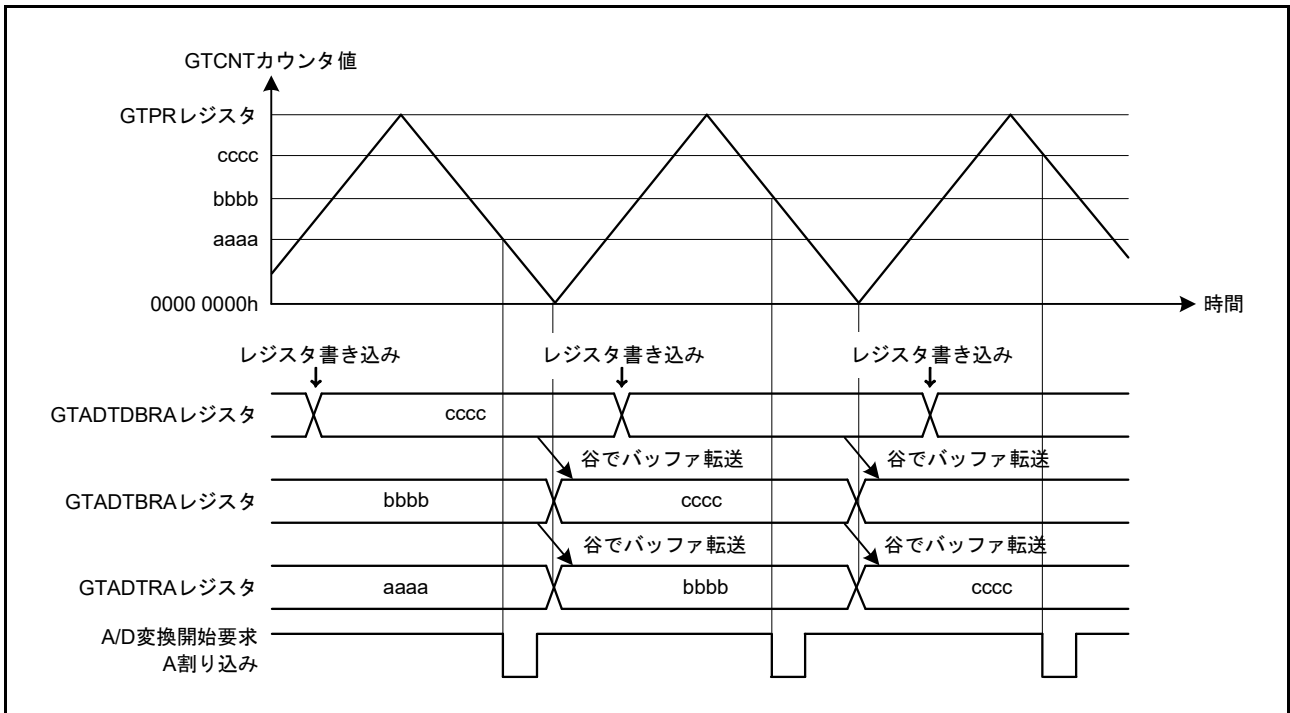 GTCNTカウンタ値
GTPRレジスタ
cccc
bbbb
aaaa
0000 0000h
時間
レジスタ書き込み レジスタ書き込み レジスタ書き込み
GTADTDBRAレジスタ cccc
谷でバッファ転送 谷でバッファ転送
GTADTBRAレジスタ bbbb cccc
谷でバッファ転送 谷でバッファ転送
GTADTRAレジスタ aaaa bbbb cccc
A/D変換開始要求
A割り込み